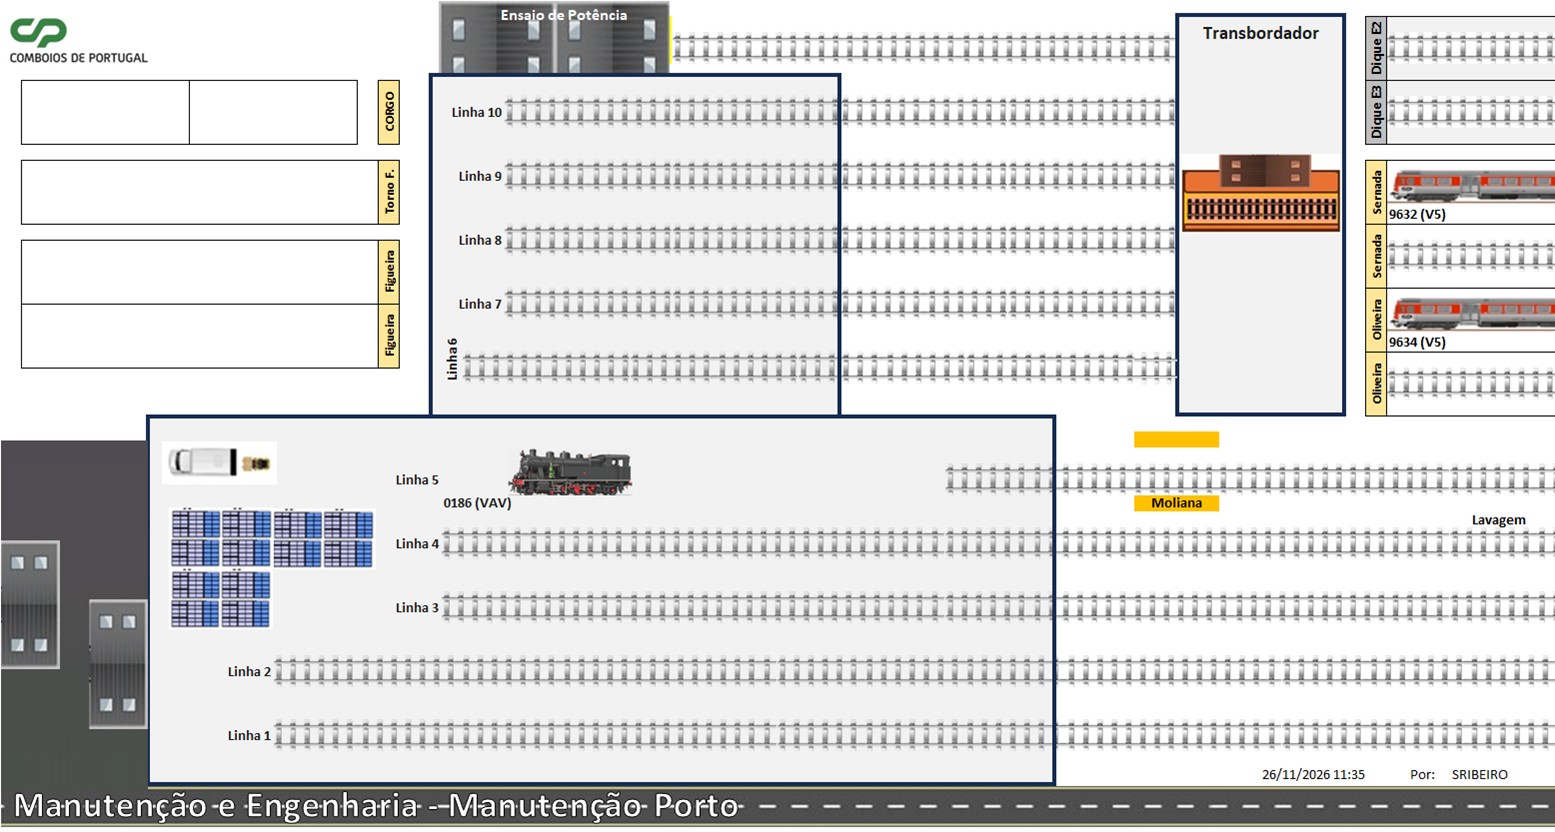 CP
COMBOIOS DE PORTUGAL
CORGO
Torno F.
Figueira
Figueira
Ensaio de Potência
Linha 10
Linha 9
Linha 8
Linha 7
Linha 6
Transbordador
Dique E2
Dique E3
Sernada
9632 (V5)
Sernada
Oliveira
9634 (V5)
Oliveira
Linha 5
0186 (VAV)
Moliana
Lavagem
Linha 4
Linha 3
Linha 2
Linha 1
26/11/2026 11:35 Por: SRIBEIRO
Manutenção e Engenharia - Manutenção Porto